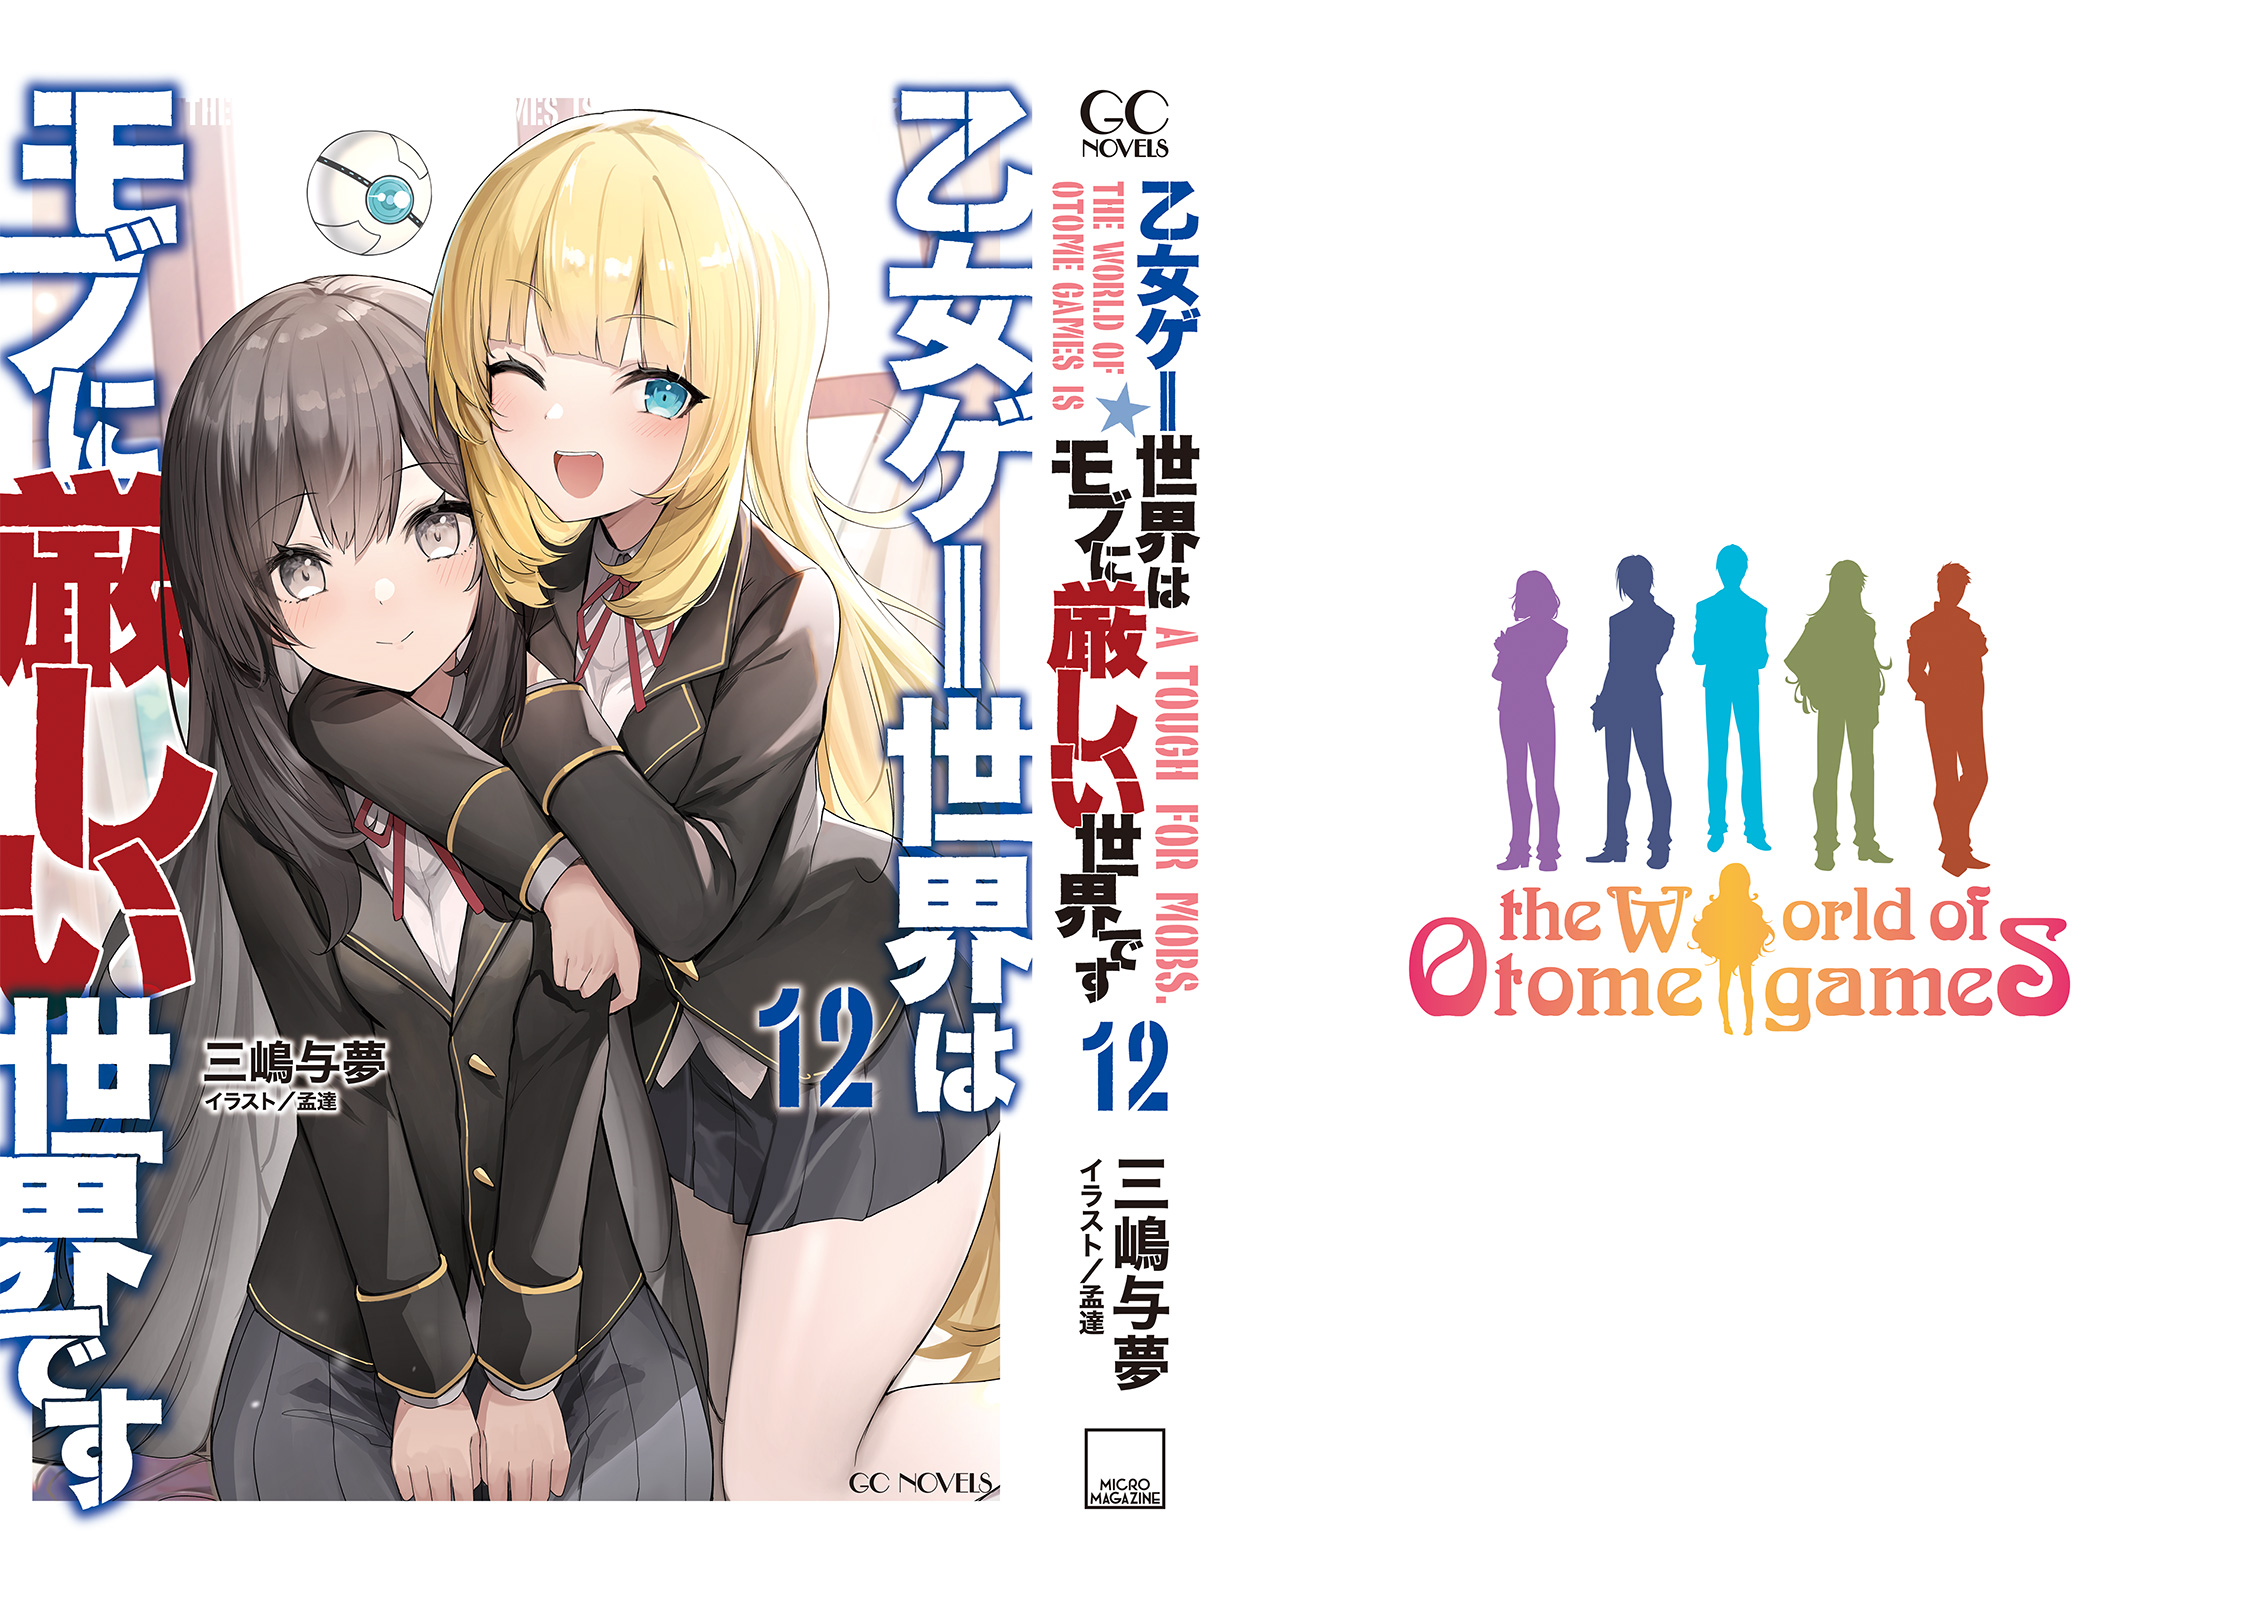 乙女ゲー世界は
モブに厳しい世界です
12
三嶋与夢
イラスト／孟達
GC NOVELS
GC
NOVELS
乙女ゲー世界は
モブに厳しい世界です
THE WORLD OF
OTOME GAMES IS
A TOUGH FOR MOBS.
12
三嶋与夢
イラスト／孟達
MICRO
MAGAZINE
the World of
Otome games